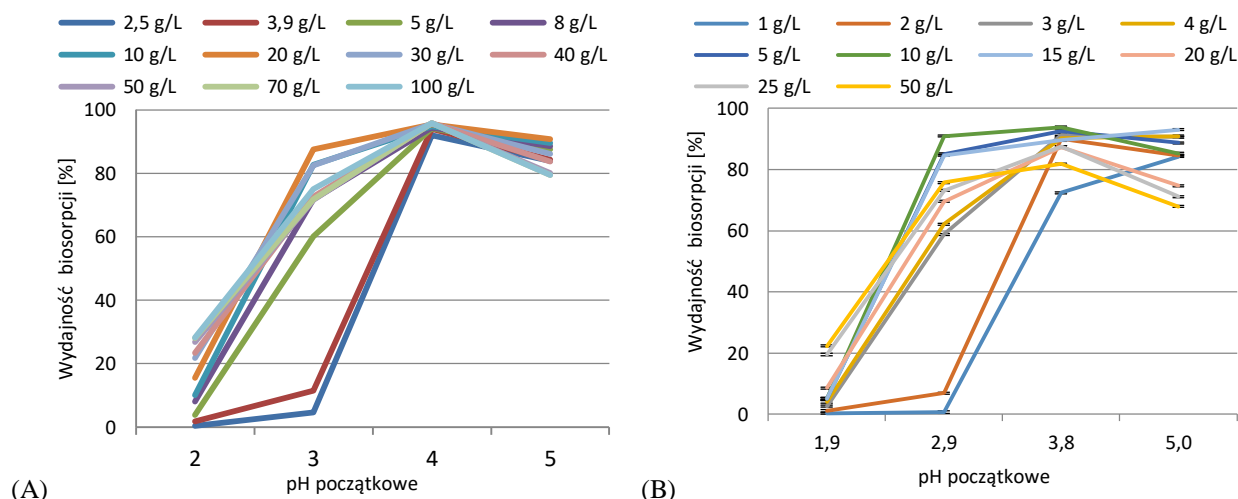 2,5 g/L 3,9 g/L 5 g/L 8 g/L
10 g/L 20 g/L 30 g/L 40 g/L
50 g/L 70 g/L 100 g/L
Wydajność biosorpcji [%]
100
80
60
40
20
0
2 3 4 5
pH początkowe
(A)
1 g/L 2 g/L 3 g/L 4 g/L
5 g/L 10 g/L 15 g/L 20 g/L
25 g/L 50 g/L
Wydajność biosorpcji [%]
100
80
60
40
20
0
1,9 2,9 3,8 5,0
pH początkowe
(B)